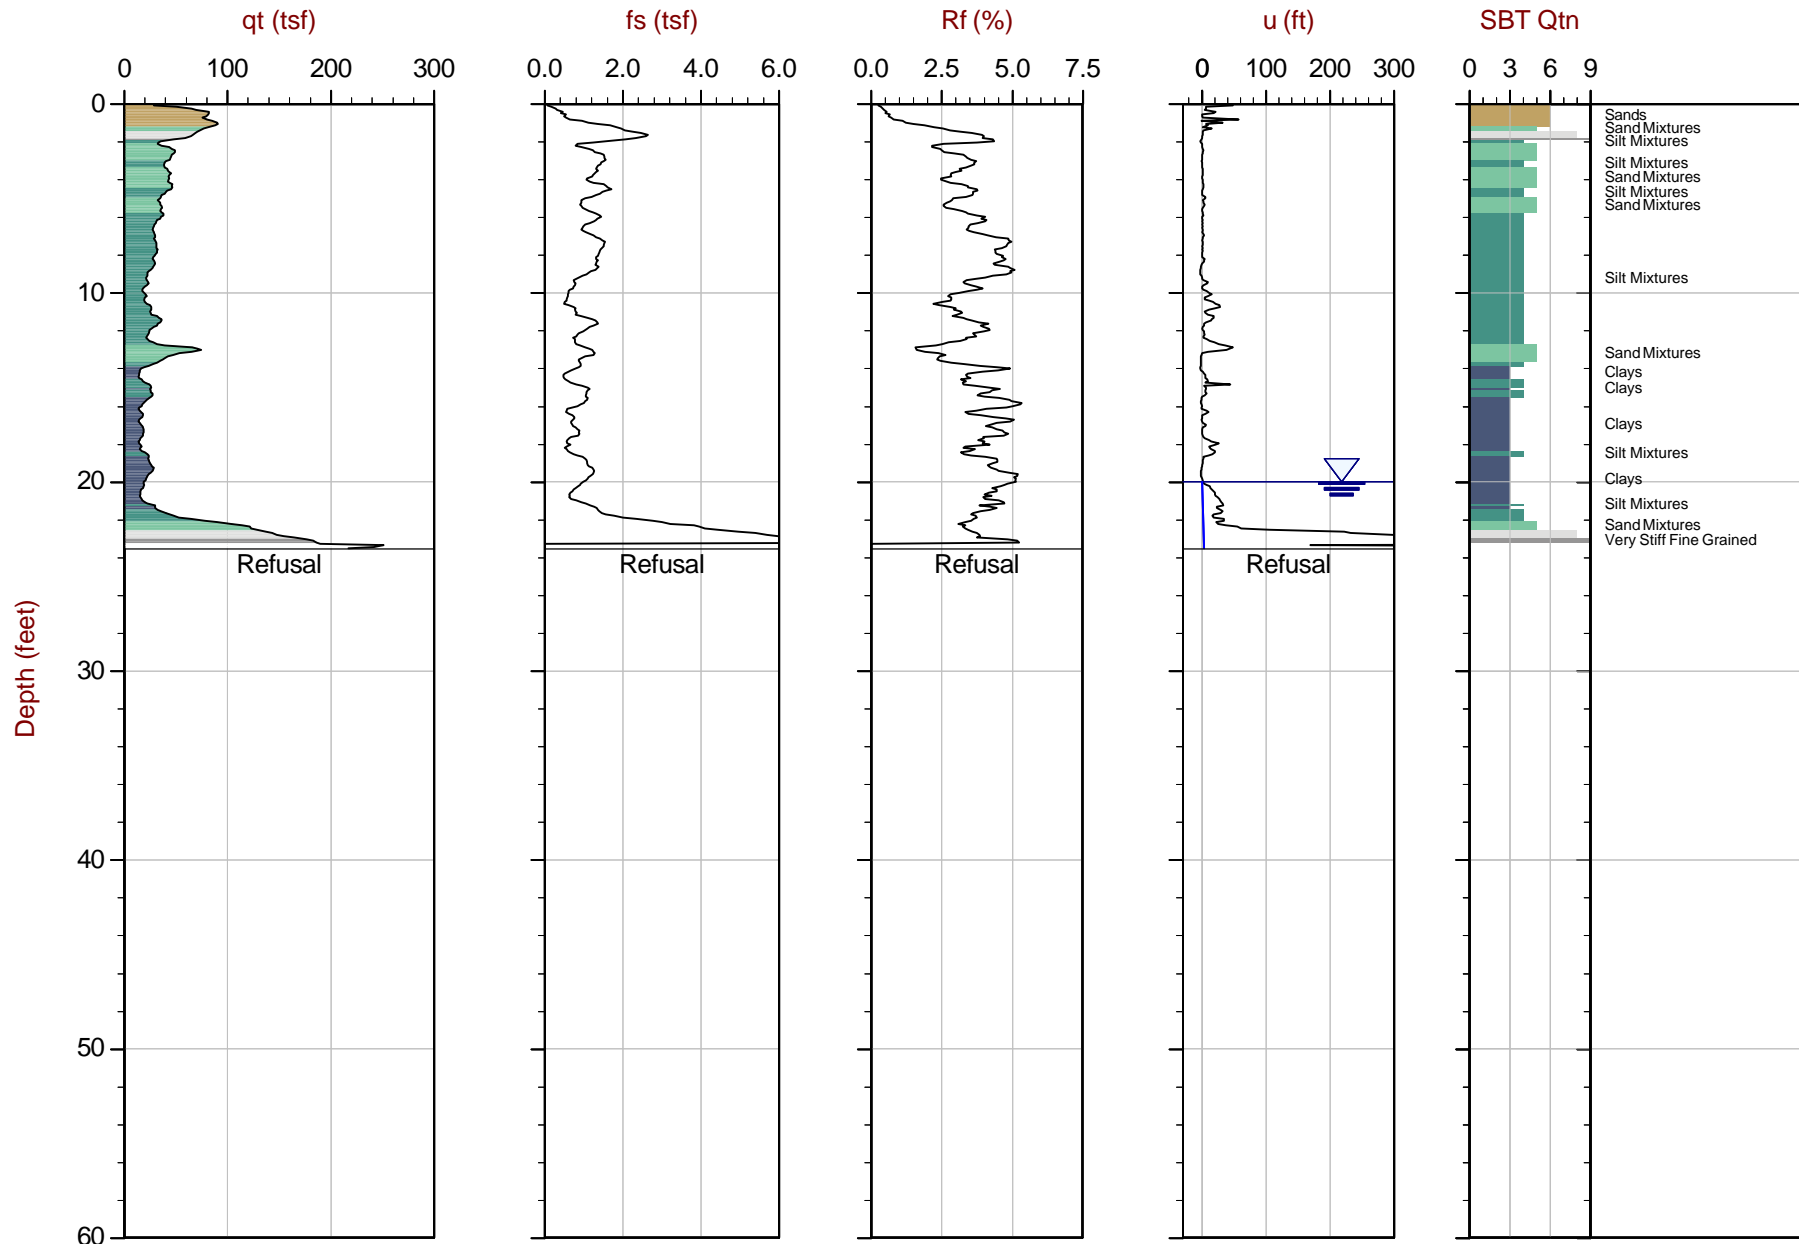 qt (tsf) fs (tsf) Rf (%) u (ft) SBT Qtn
0 100 200 300 0.0 2.0 4.0 6.0 0.0 2.5 5.0 7.5 0 100 200 300 0 3 6 9
0
Sands
Sand Mixtures
Silt Mixtures
Silt Mixtures
Sand Mixtures
Silt Mixtures
Sand Mixtures
Silt Mixtures
10
Sand Mixtures
Clays
Clays
Clays
Silt Mixtures
Clays
20
Silt Mixtures
Sand Mixtures
Very Stiff Fine Grained
Refusal Refusal Refusal Refusal
30
Depth (feet)
40
50
60